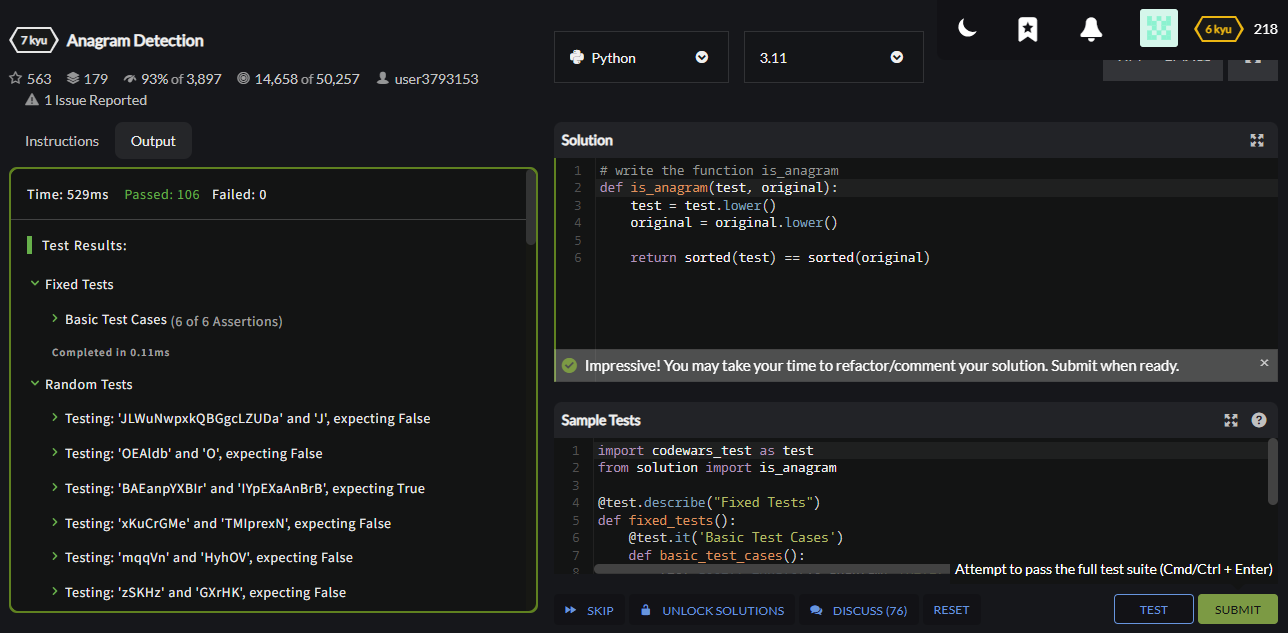 7 kyu Anagram Detection
563 179 93% of 3,897 14,658 of 50,257 user3793153
1 Issue Reported
Python
3.11
6 kyu 218
Instructions Output
Time: 529ms Passed: 106 Failed: 0
Test Results:
Fixed Tests
Basic Test Cases (6 of 6 Assertions)
Completed in 0.11ms
Random Tests
Testing: 'JLWuNwpxkQBGgcLZUDa' and 'J', expecting False
Testing: 'OEAldb' and 'O', expecting False
Testing: 'BAEanpYXBIr' and 'IYpEXaAnBrB', expecting True
Testing: 'xKuCrGMe' and 'TMIprexN', expecting False
Testing: 'mqqVn' and 'HyhOV', expecting False
Testing: 'zSKHz' and 'GXrHK', expecting False
Solution
1 # write the function is_anagram
2 def is_anagram(test, original):
3 test = test.lower()
4 original = original.lower()
5
6 return sorted(test) == sorted(original)
Impressive! You may take your time to refactor/comment your solution. Submit when ready.
Sample Tests
1 import codewars_test as test
2 from solution import is_anagram
3
4 @test.describe("Fixed Tests")
5 def fixed_tests():
6 @test.it('Basic Test Cases')
7 def basic_test_cases():
8
Attempt to pass the full test suite (Cmd/Ctrl + Enter)
SKIP UNLOCK SOLUTIONS DISCUSS (76) RESET TEST SUBMIT